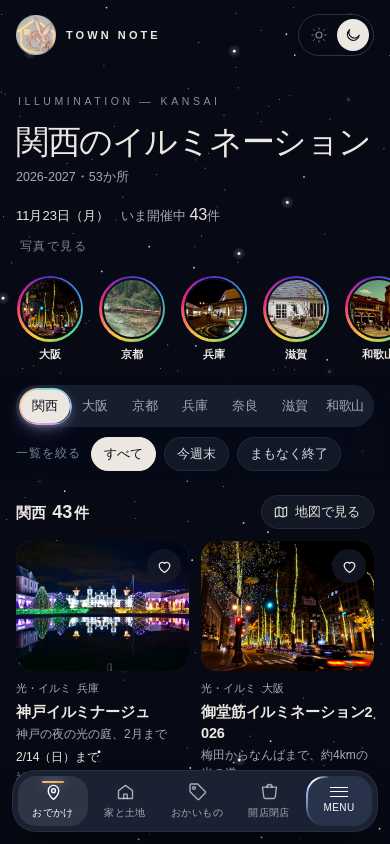 TOWN NOTE
ILLUMINATION — KANSAI
関西のイルミネーション
2026-2027・53か所
11月23日（月） いま開催中 43件
写真で見る
大阪 京都 兵庫 滋賀 和歌山
関西 大阪 京都 兵庫 奈良 滋賀 和歌山
一覧を絞る すべて 今週末 まもなく終了
関西 43件 地図で見る
光・イルミ 兵庫
神戸イルミナージュ
神戸の夜の光の庭、2月まで
2/14（日）まで
光・イルミ 大阪
御堂筋イルミネーション2
026
梅田からなんばまで、約4kmの
光の道
おでかけ 家と土地 おかいもの 開店閉店 MENU